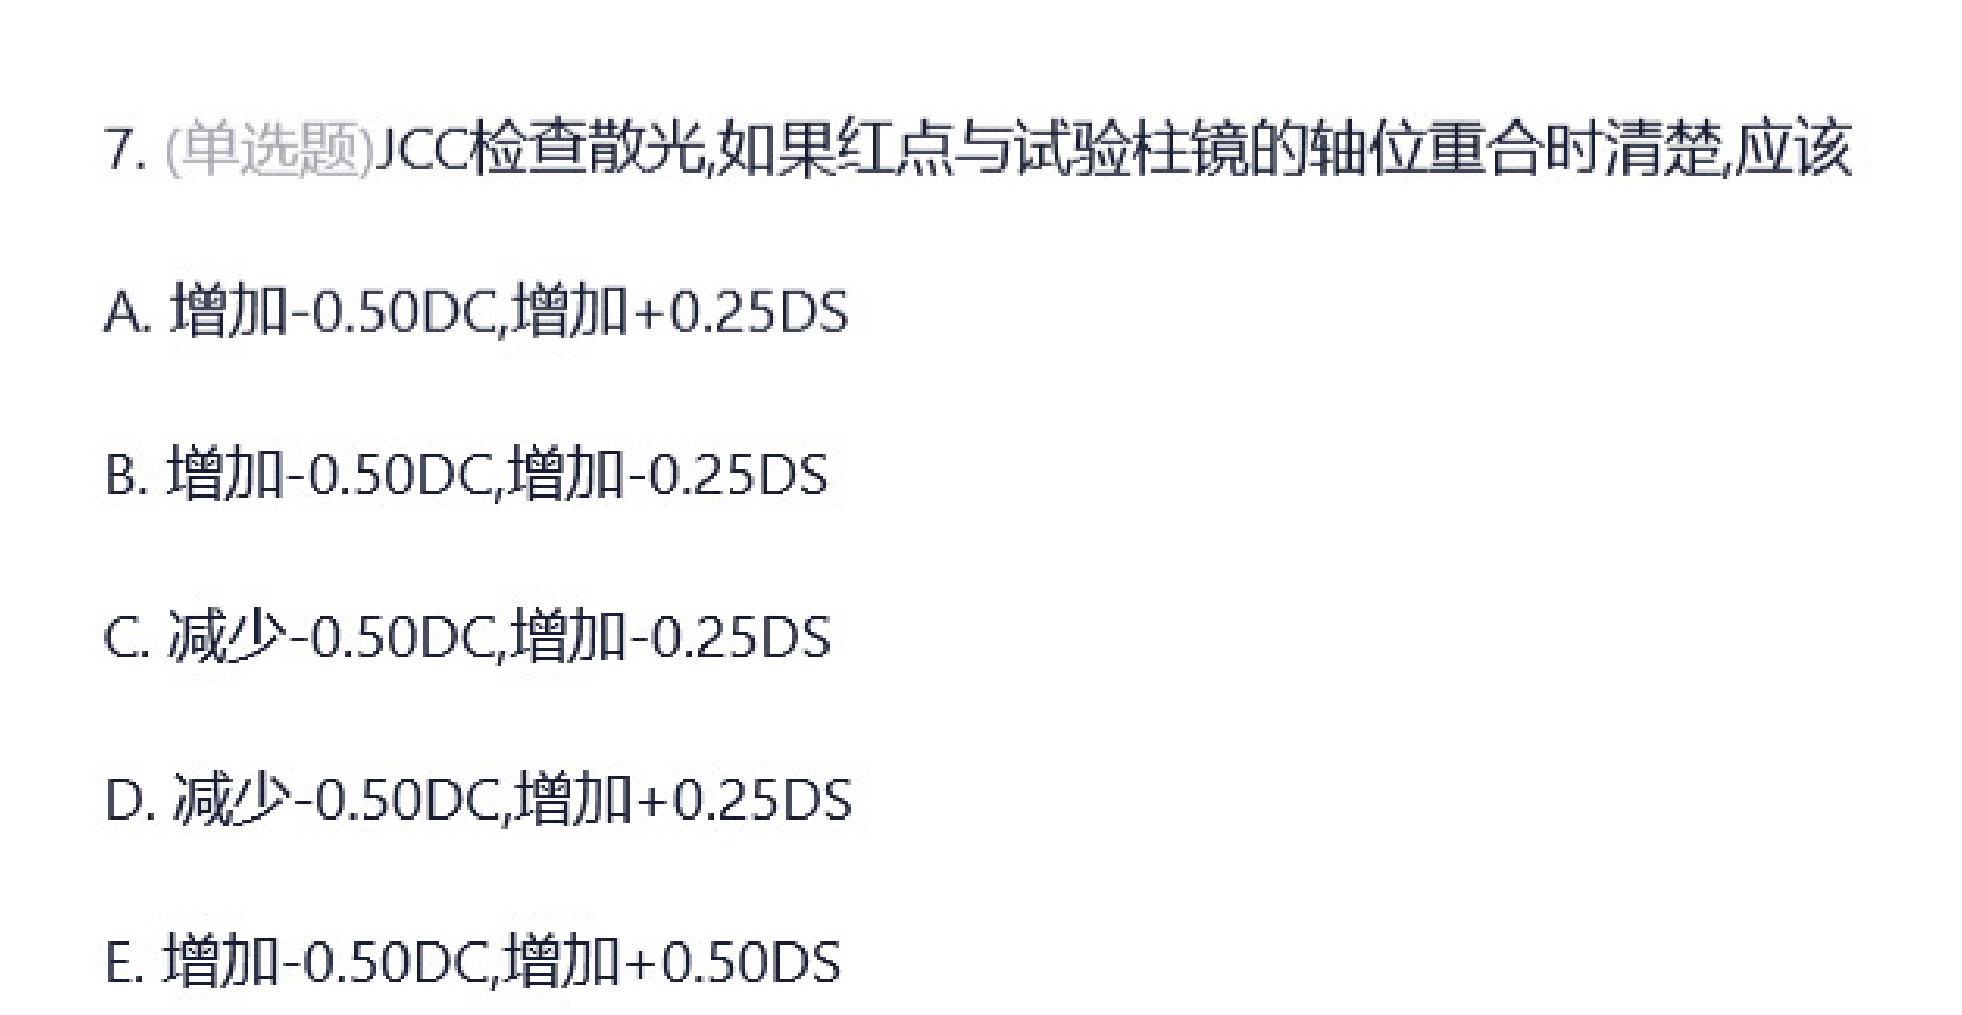 7. (单选题)JCC检查散光,如果红点与试验柱镜的轴位重合时清楚,应该
A. 增加-0.50DC,增加+0.25DS
B. 增加-0.50DC,增加-0.25DS
C. 减少-0.50DC,增加-0.25DS
D. 减少-0.50DC,增加+0.25DS
E. 增加-0.50DC,增加+0.50DS